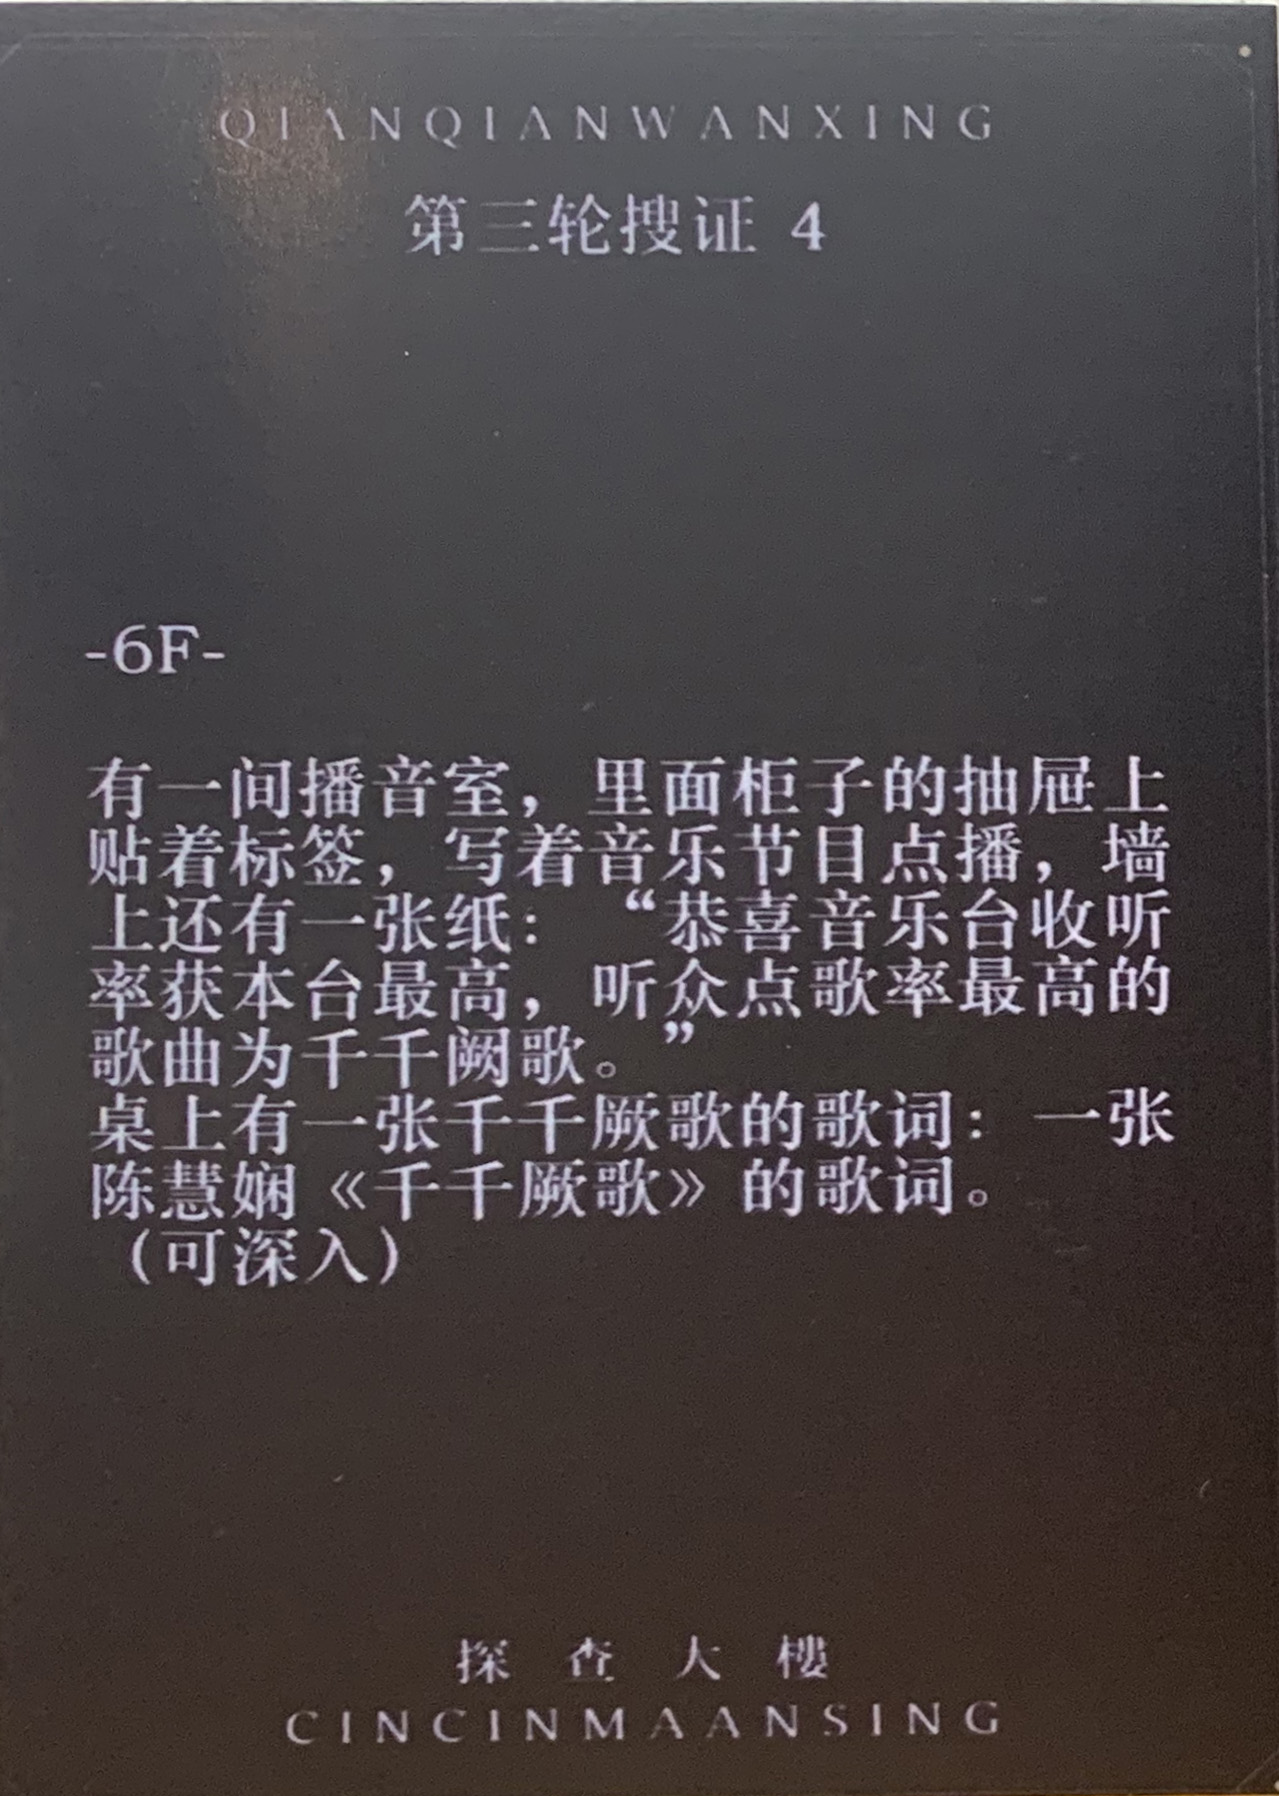 QIANQIANWANXING
第三轮搜证 4
-6F-
有一间播音室，里面柜子的抽屉上
贴着标签，写着音乐节目点播，墙
上还有一张纸：“恭喜音乐台收听
率获本台最高，听众点歌率最高的
歌曲为千千阙歌。”
桌上有一张千千厥歌的歌词：一张
陈慧娴《千千厥歌》的歌词。
（可深入）
探查大樓
CINCINMAANSING